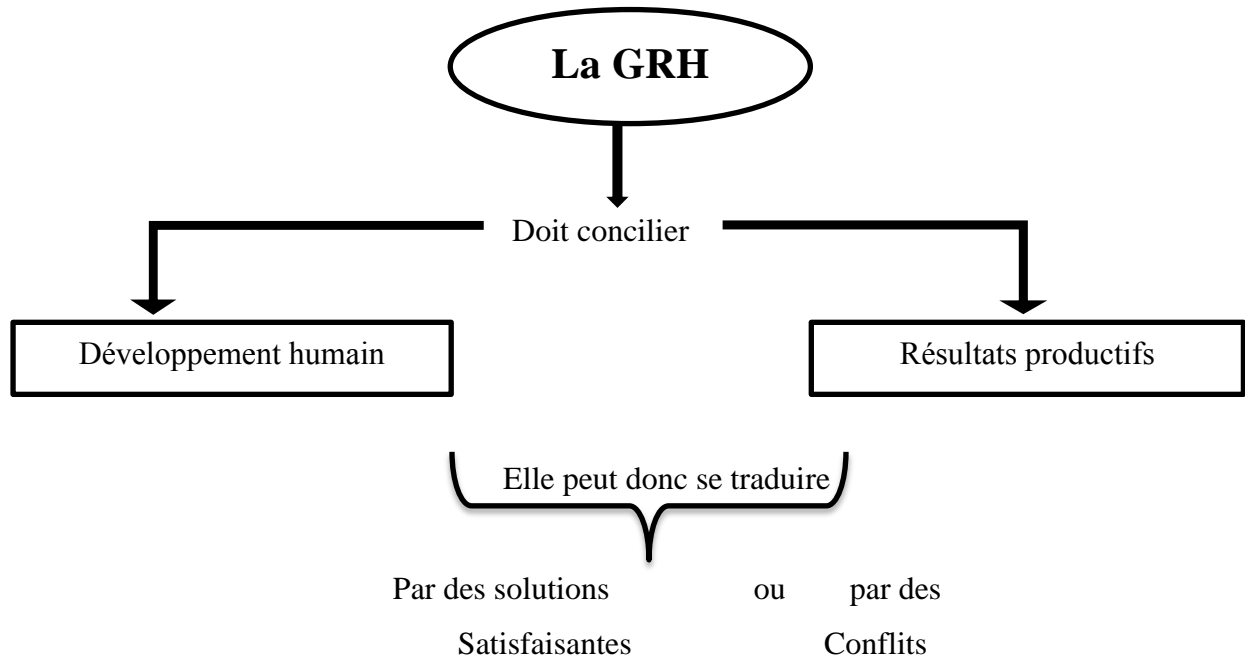 La GRH
Doit concilier
Développement humain
Résultats productifs
Elle peut donc se traduire
Par des solutions ou par des
Satisfaisantes Conflits